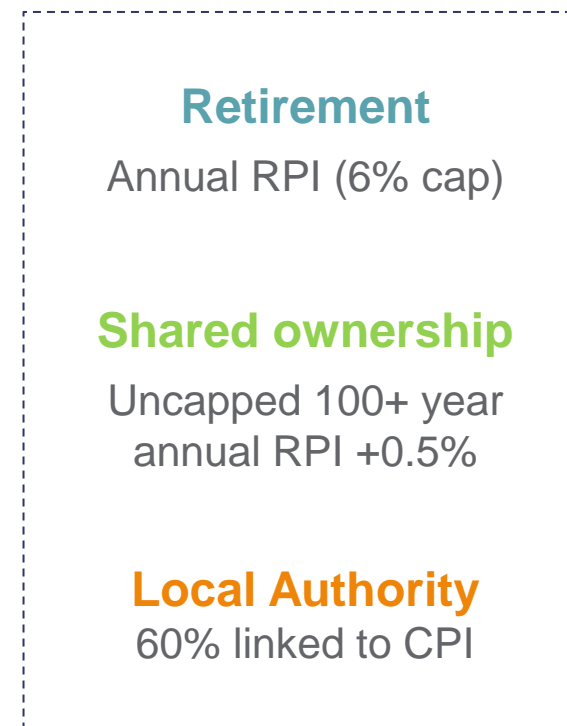 Retirement
Annual RPI (6% cap)
Shared ownership
Uncapped 100+ year
annual RPI +0.5%
Local Authority
60% linked to CPI